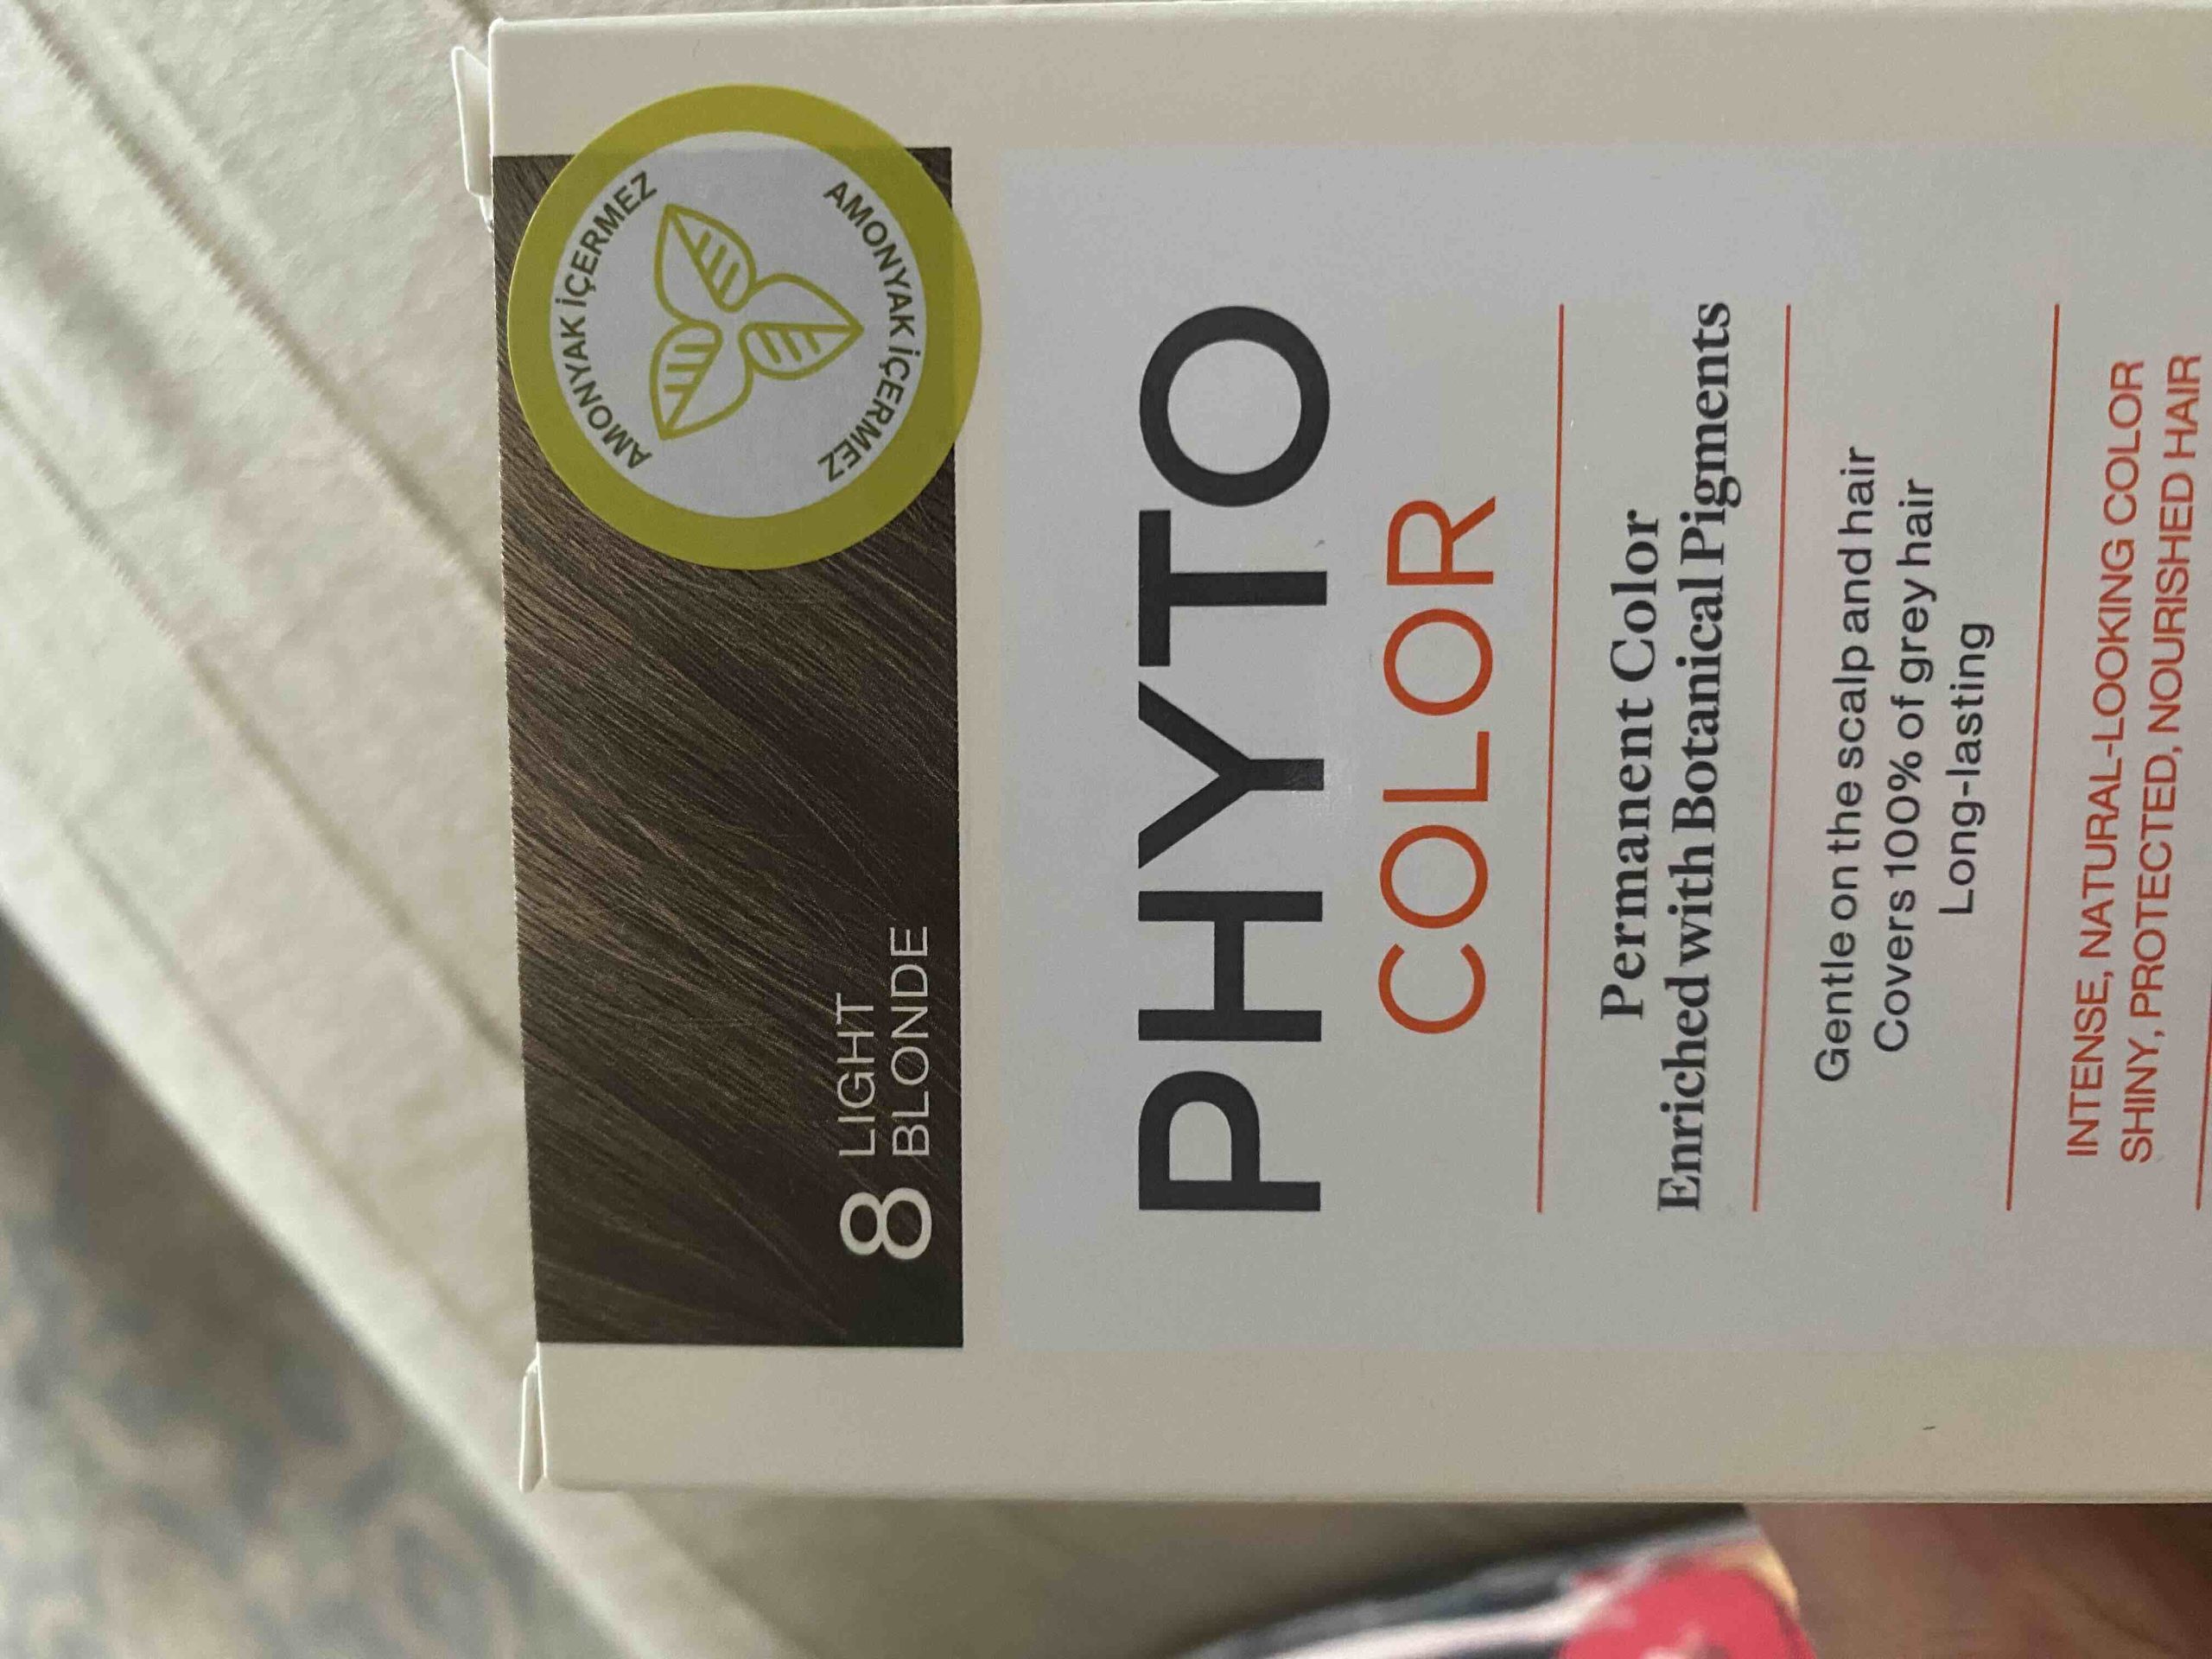 AMONYAK İÇERMEZ
AMONYAK İÇERMEZ
8 LIGHT
BLONDE
PHYTO
COLOR
Permanent Color
Enriched with Botanical Pigments
Gentle on the scalp and hair
Covers 100% of grey hair
Long-lasting
INTENSE, NATURAL-LOOKING COLOR
SHINY, PROTECTED, NOURISHED HAIR